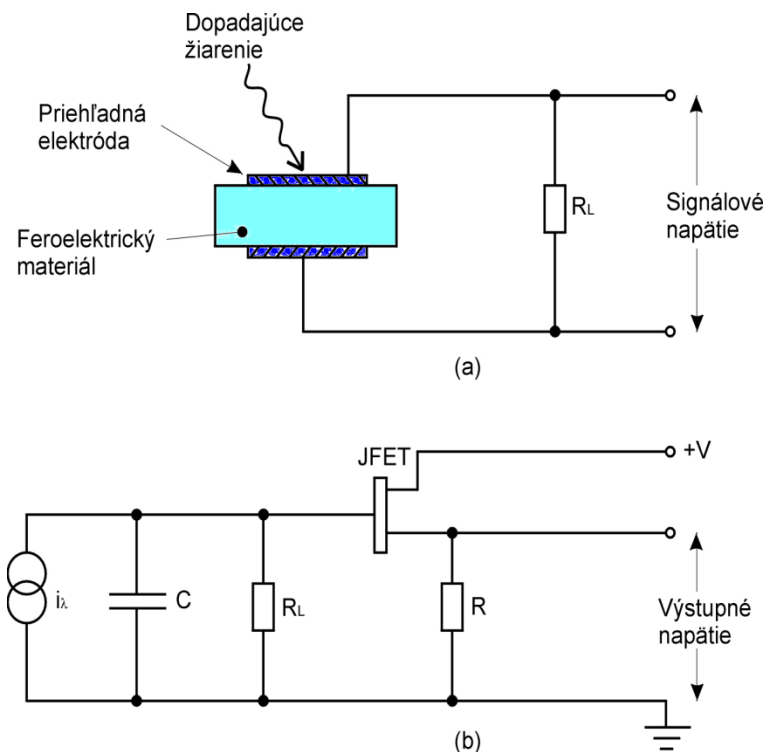 Dopadajúce
žiarenie
Priehľadná
elektróda
Feroelektrický
materiál
RL
Signálové
napätie
(a)
JFET
+V
iλ
C
RL
R
Výstupné
napätie
(b)